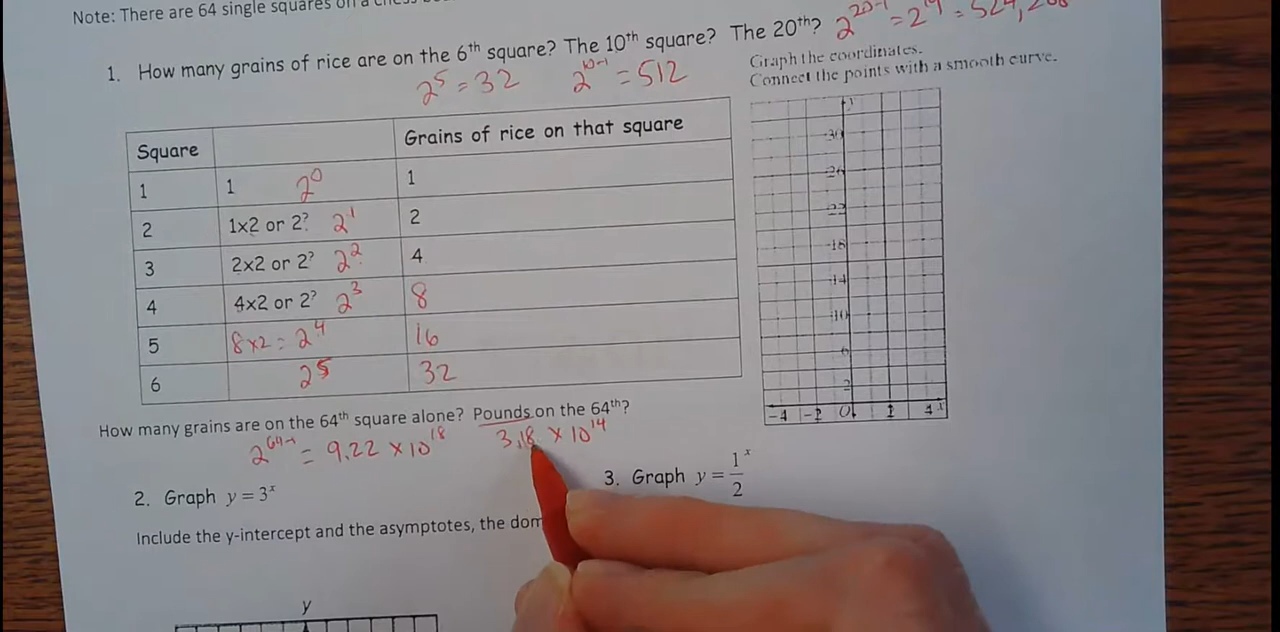 Note: There are 64 single squares on a
1. How many grains of rice are on the 6th square? The 10th square? The 20th? 2^20-1 = 2^19 = 524,
2^5 = 32 2^10-1 = 512
Graph the coordinates.
Connect the points with a smooth curve.
Square Grains of rice on that square
1 1 2^0 1
2 1x2 or 2? 2^1 2
3 2x2 or 2? 2^2 4
4 4x2 or 2? 2^3 8
5 8x2 = 2^4 16
6 2^5 32
y
30
26
22
18
14
10
6
2
-4 -2 O 2 4 x
How many grains are on the 64th square alone? Pounds on the 64th?
2^64-1 = 9.22 x 10^18 3.18 x 10^14
2. Graph y = 3^x
3. Graph y = 1^x/2
Include the y-intercept and the asymptotes, the
y